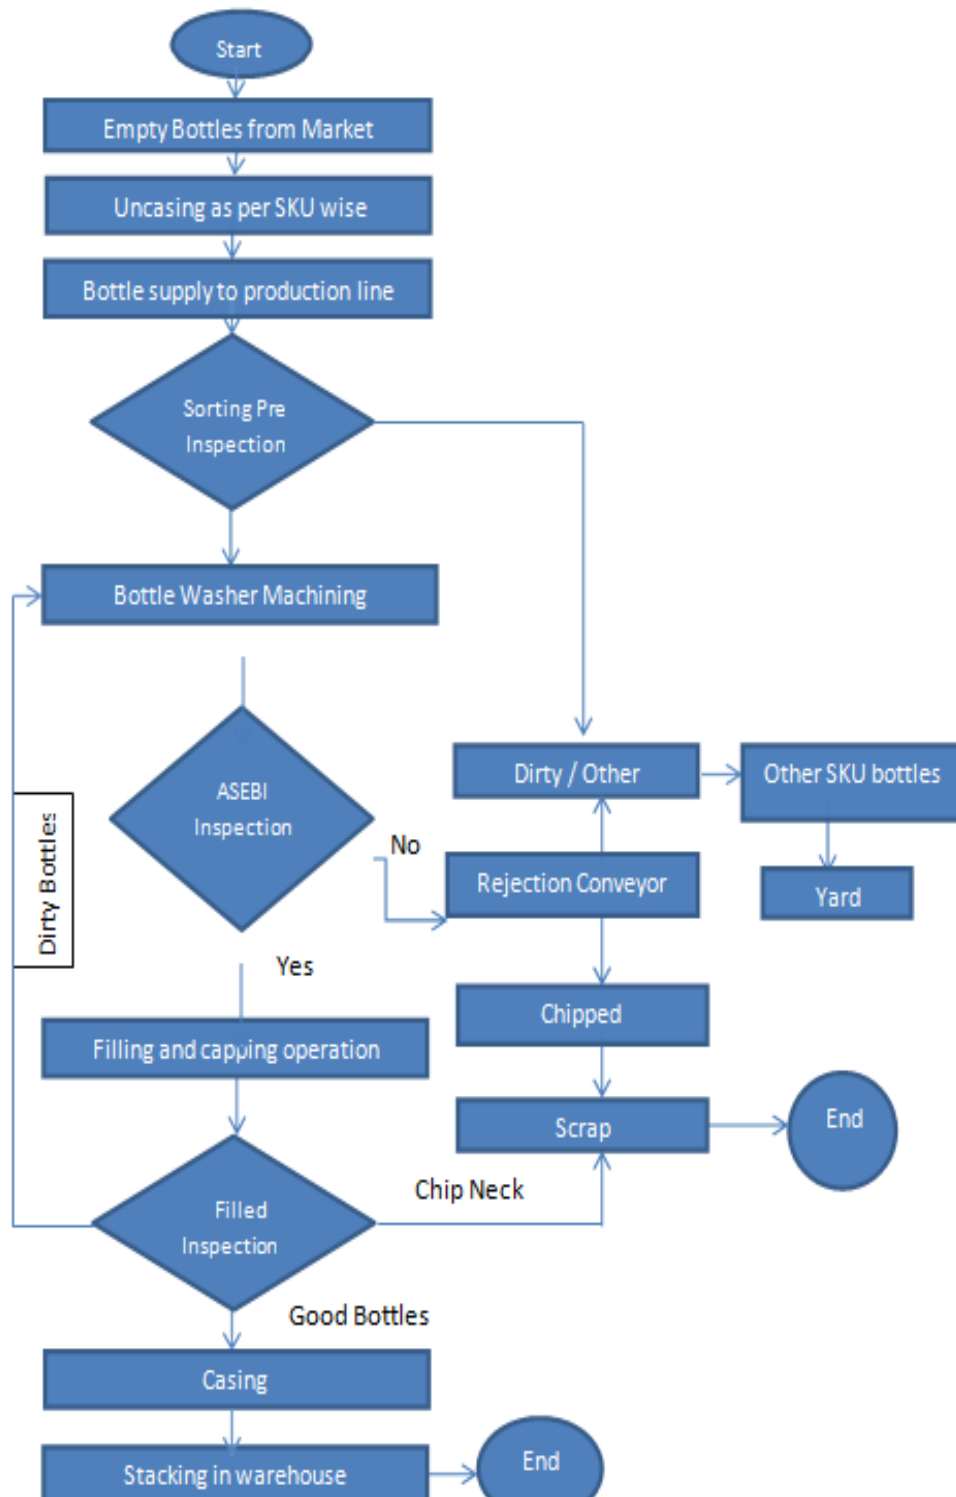 Start
Empty Bottles from Market
Uncasing as per SKU wise
Bottle supply to production line
Sorting Pre
Inspection
Bottle Washer Machining
ASEBI
Inspection
No
Yes
Dirty / Other
Other SKU bottles
Rejection Conveyor
Yard
Dirty Bottles
Chipped
Filling and capping operation
Scrap
End
Chip Neck
Filled
Inspection
Good Bottles
Casing
Stacking in warehouse
End